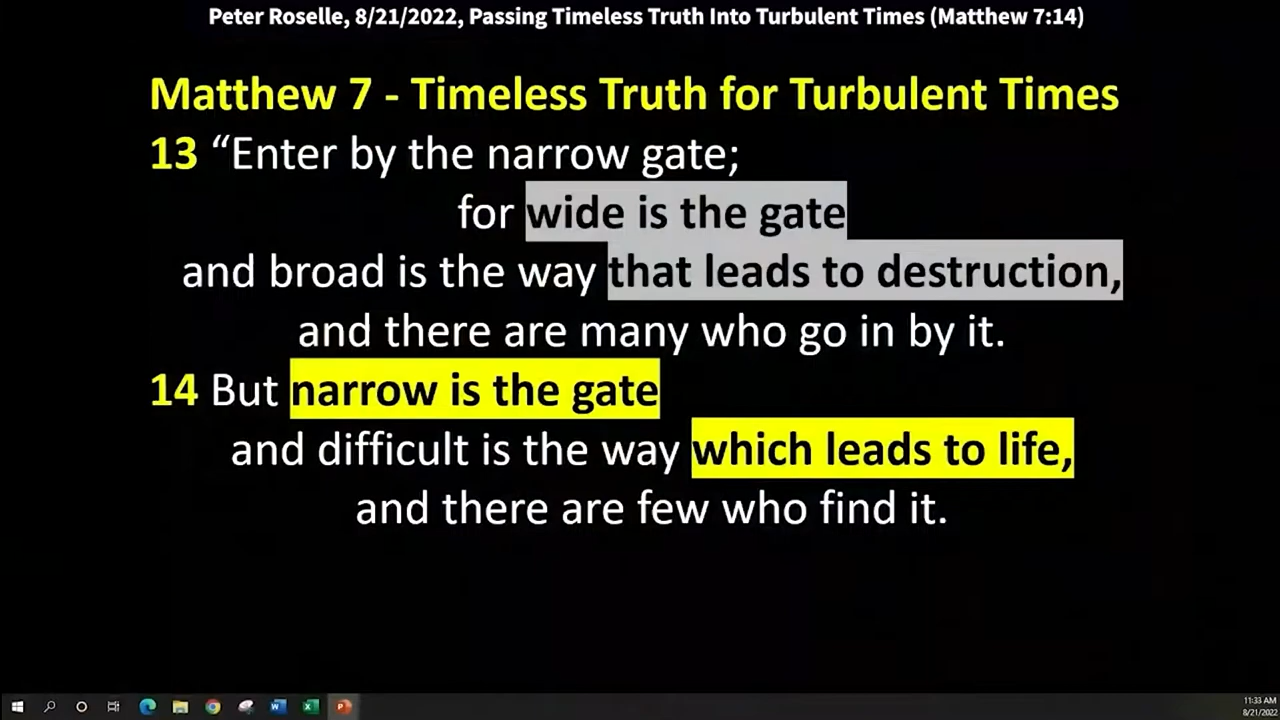 Peter Roselle, 8/21/2022, Passing Timeless Truth Into Turbulent Times (Matthew 7:14)
Matthew 7 - Timeless Truth for Turbulent Times
13 “Enter by the narrow gate;
for wide is the gate
and broad is the way that leads to destruction,
and there are many who go in by it.
14 But narrow is the gate
and difficult is the way which leads to life,
and there are few who find it.
11:33 AM
8/21/2022